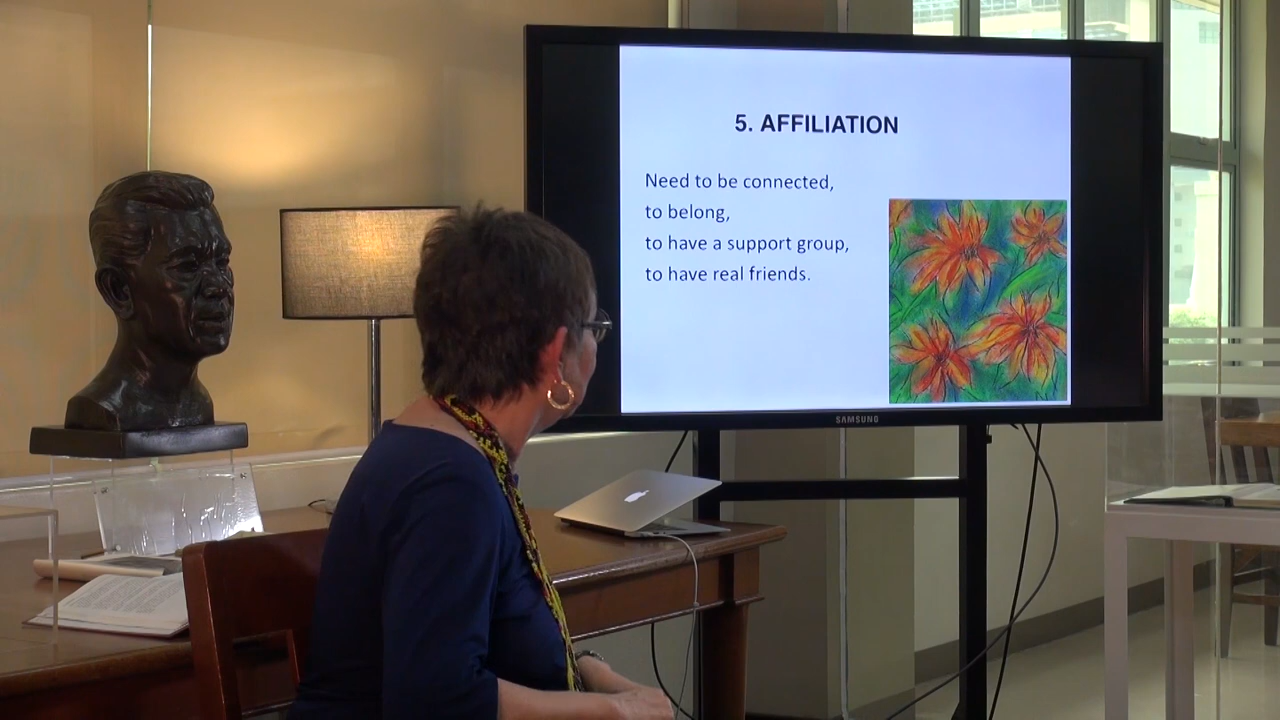 5. AFFILIATION
Need to be connected,
to belong,
to have a support group,
to have real friends.
SAMSUNG